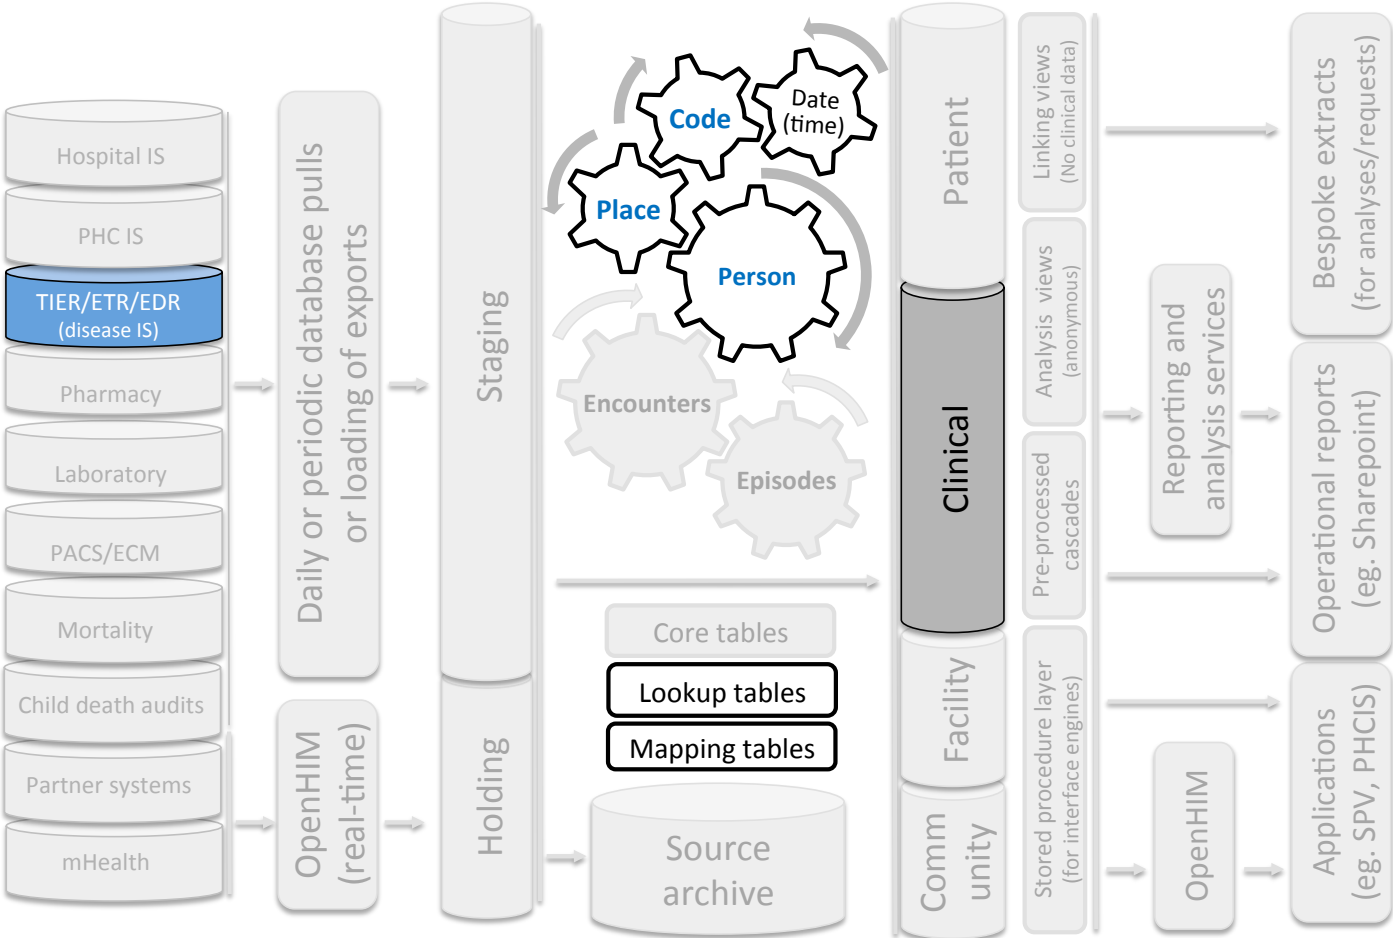 Hospital IS
PHC IS
TIER/ETR/EDR
(disease IS)
Pharmacy
Laboratory
PACS/ECM
Mortality
Child death audits
Partner systems
mHealth
Daily or periodic database pulls
or loading of exports
OpenHIM
(real-time)
Staging
Holding
Code
Date
(time)
Place
Person
Encounters
Episodes
Core tables
Lookup tables
Mapping tables
Source
archive
Patient
Clinical
Facility
Comm
unity
Linking views
(No clinical data)
Analysis views
(anonymous)
Pre-processed
cascades
Stored procedure layer
(for interface engines)
Reporting and
analysis services
OpenHIM
Bespoke extracts
(for analyses/requests)
Operational reports
(eg. Sharepoint)
Applications
(eg. SPV, PHCIS)